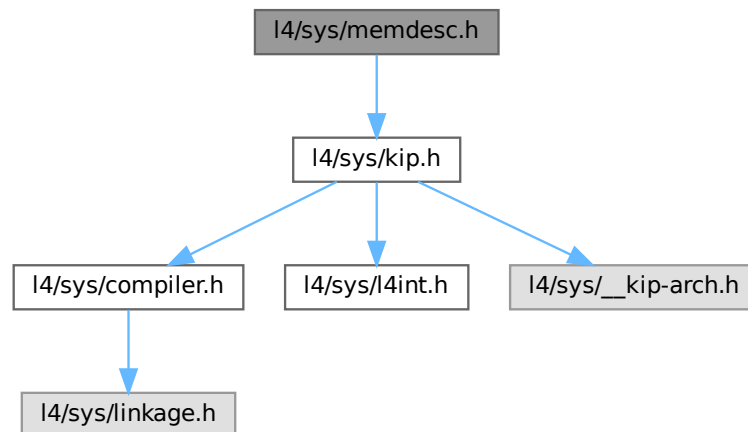 l4/sys/memdesc.h
l4/sys/kip.h
l4/sys/compiler.h
l4/sys/l4int.h
l4/sys/__kip-arch.h
l4/sys/linkage.h